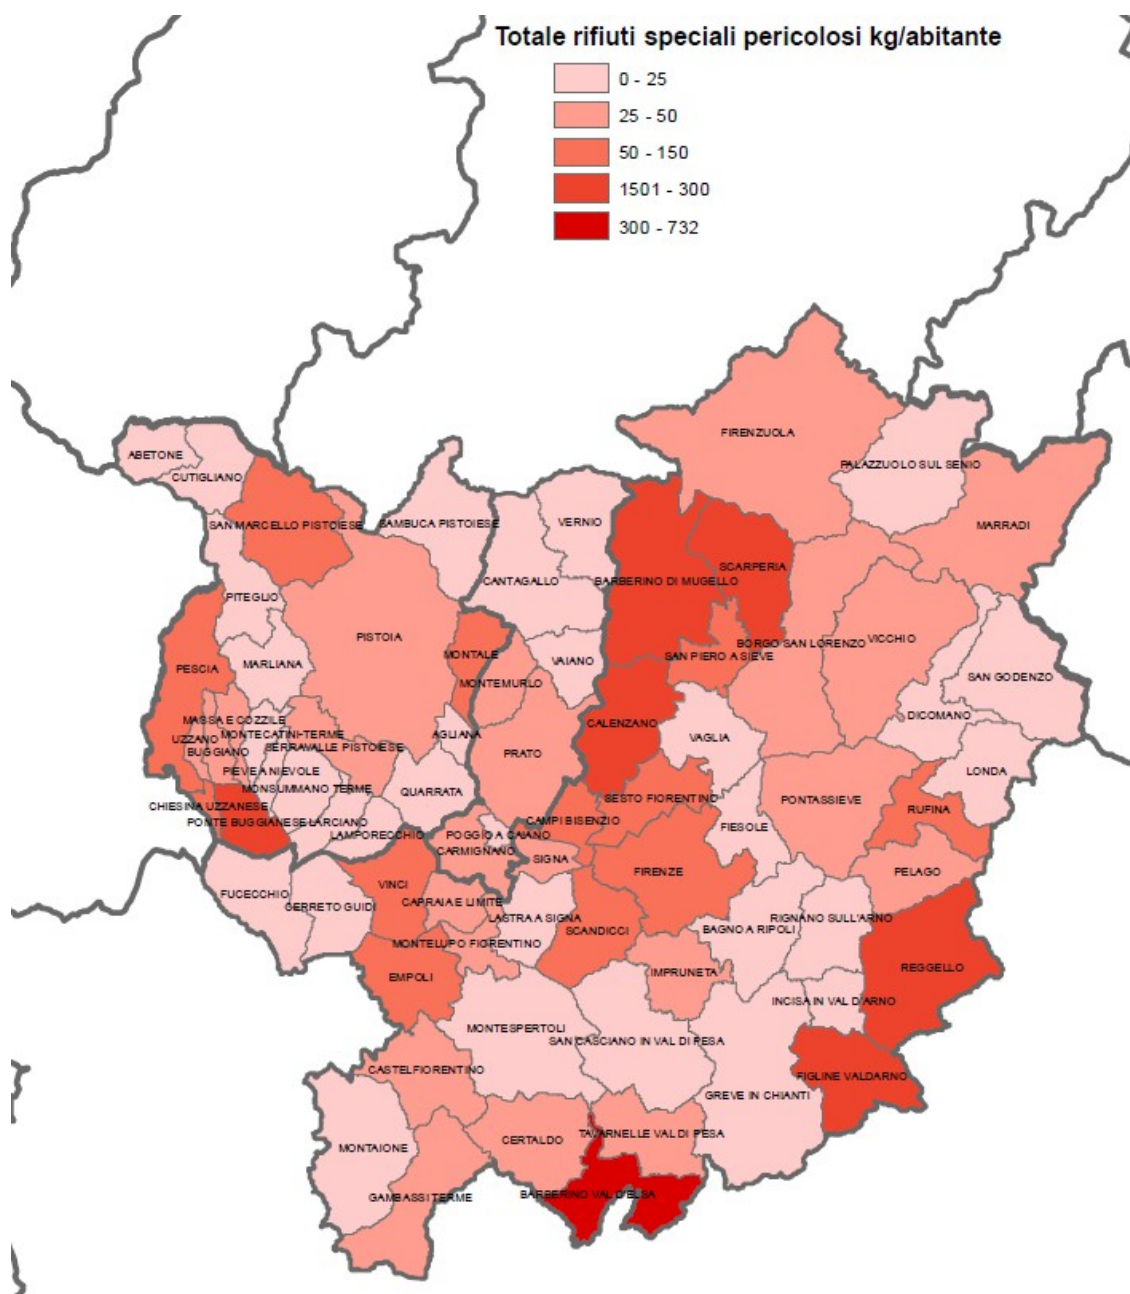 Totale rifiuti speciali pericolosi kg/abitante
0 - 25
25 - 50
50 - 150
1501 - 300
300 - 732
FIRENZUOLA
ABETONE
PALAZZUOLO SUL SENIO
CUTIGLIANO
SAN MARCELLO PISTOIESE
SAMBUCA PISTOIESE
VERNIO
MARRADI
SCARPERIA
CANTAGALLO
BARBERINO DI MUGELLO
PITEGLIO
PISTOIA
VICCHIO
BORGO SAN LORENZO
MONTALE
SAN PIERO A SIEVE
VAIANO
MARLIANA
PESCIA
SAN GODENZO
MONTEMURLO
DICOMANO
MASSA E COZZILE
CALENZANO
MONTECATINI-TERME
AGLIANA
UZZANO
VAGLIA
SERRAVALLE PISTOIESE
BUGGIANO
PRATO
PIEVE A NIEVOLE
LONDA
MONSUMMANO TERME
QUARRATA
SESTO FIORENTINO
PONTASSIEVE
CHIESINA UZZANESE
RUFINA
PONTE BUGGIANESE
LARCIANO
CAMPI BISENZIO
FIESOLE
LAMPORECCHIO
POGGIO A CAIANO
CARMIGNANO
SIGNA
FIRENZE
PELAGO
VINCI
FUCECCHIO
CERRETO GUIDI
CAPRAIA E LIMITE
LASTRA A SIGNA
RIGNANO SULL'ARNO
SCANDICCI
BAGNO A RIPOLI
MONTELUPO FIORENTINO
REGGELLO
IMPRUNETA
EMPOLI
INCISA IN VAL D'ARNO
MONTESPERTOLI
SAN CASCIANO IN VAL DI PESA
CASTELFIORENTINO
FIGLINE VALDARNO
GREVE IN CHIANTI
TAVARNELLE VAL DI PESA
CERTALDO
MONTAIONE
BARBERINO VAL D'ELSA
GAMBASSI TERME